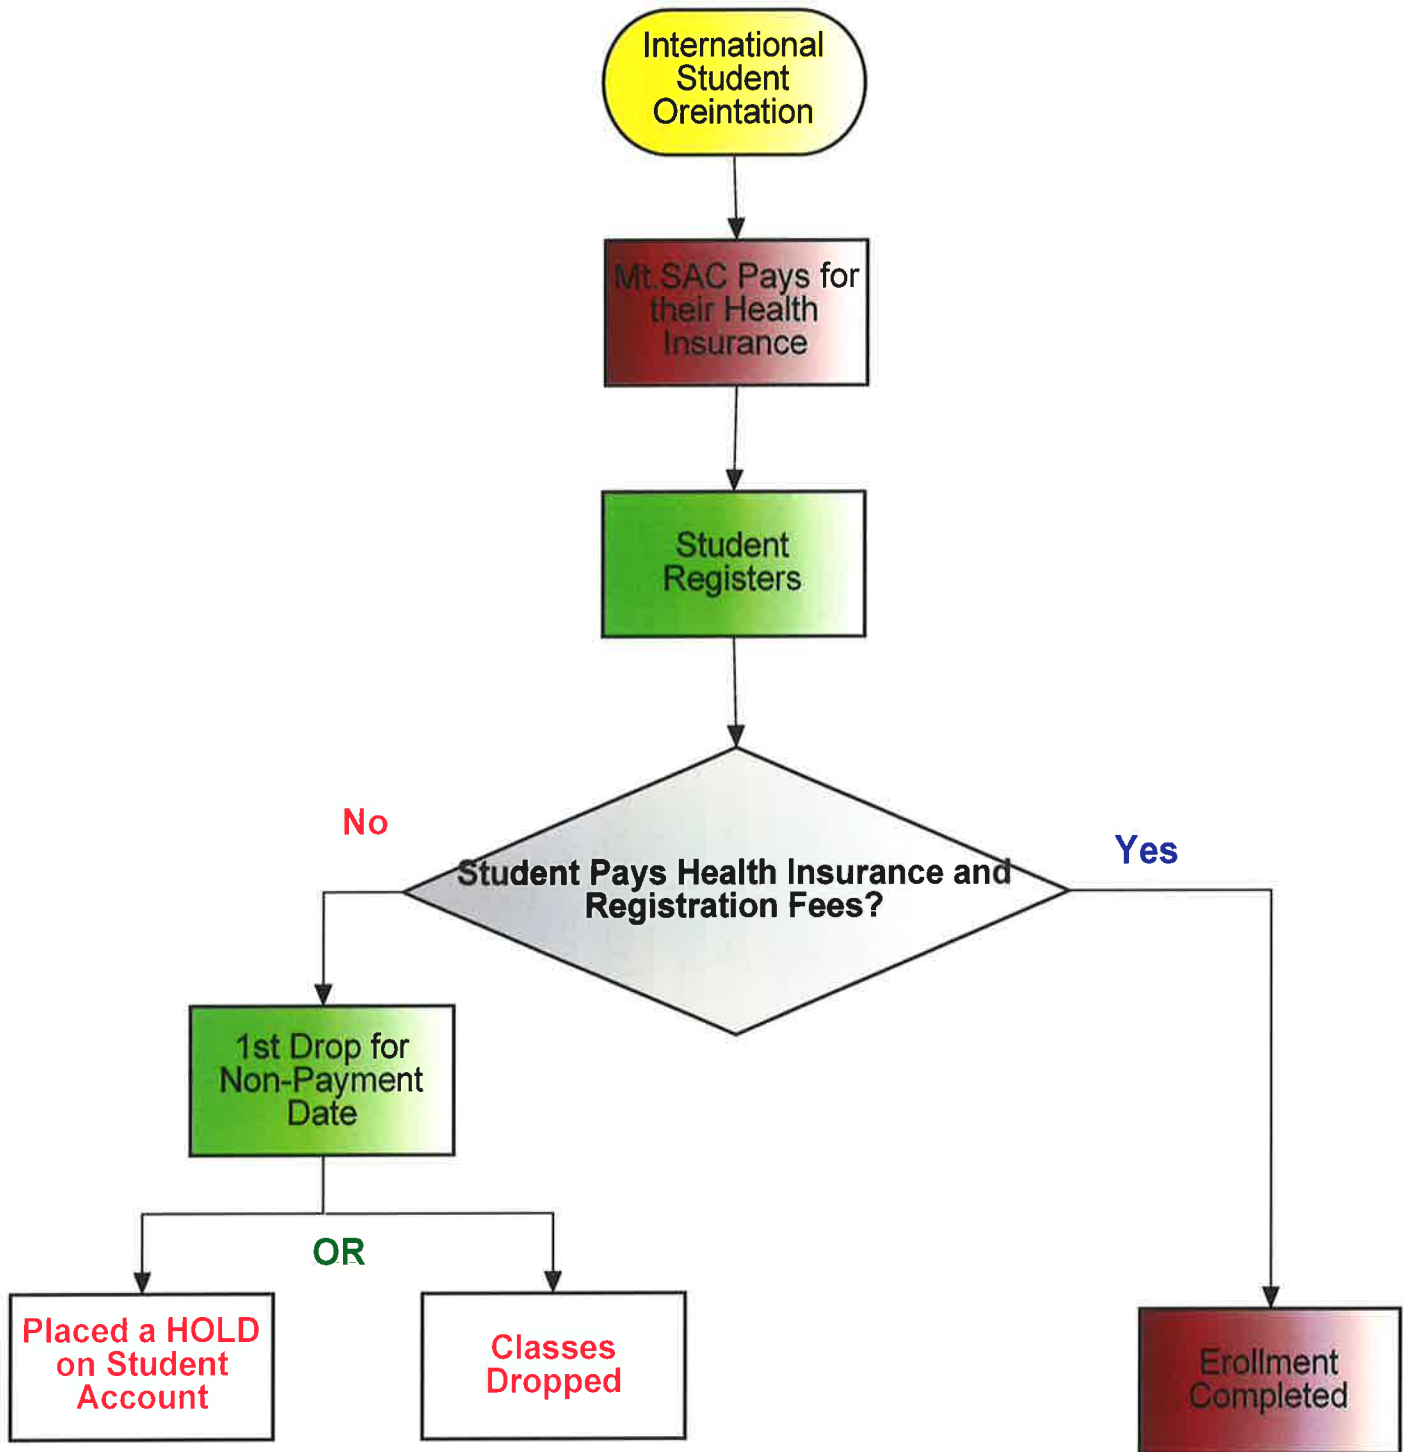 International
Student
Oreintation
Mt.SAC Pays for
their Health
Insurance
Student
Registers
No
Yes
Student Pays Health Insurance and
Registration Fees?
1st Drop for
Non-Payment
Date
OR
Placed a HOLD
on Student
Account
Classes
Dropped
Erollment
Completed